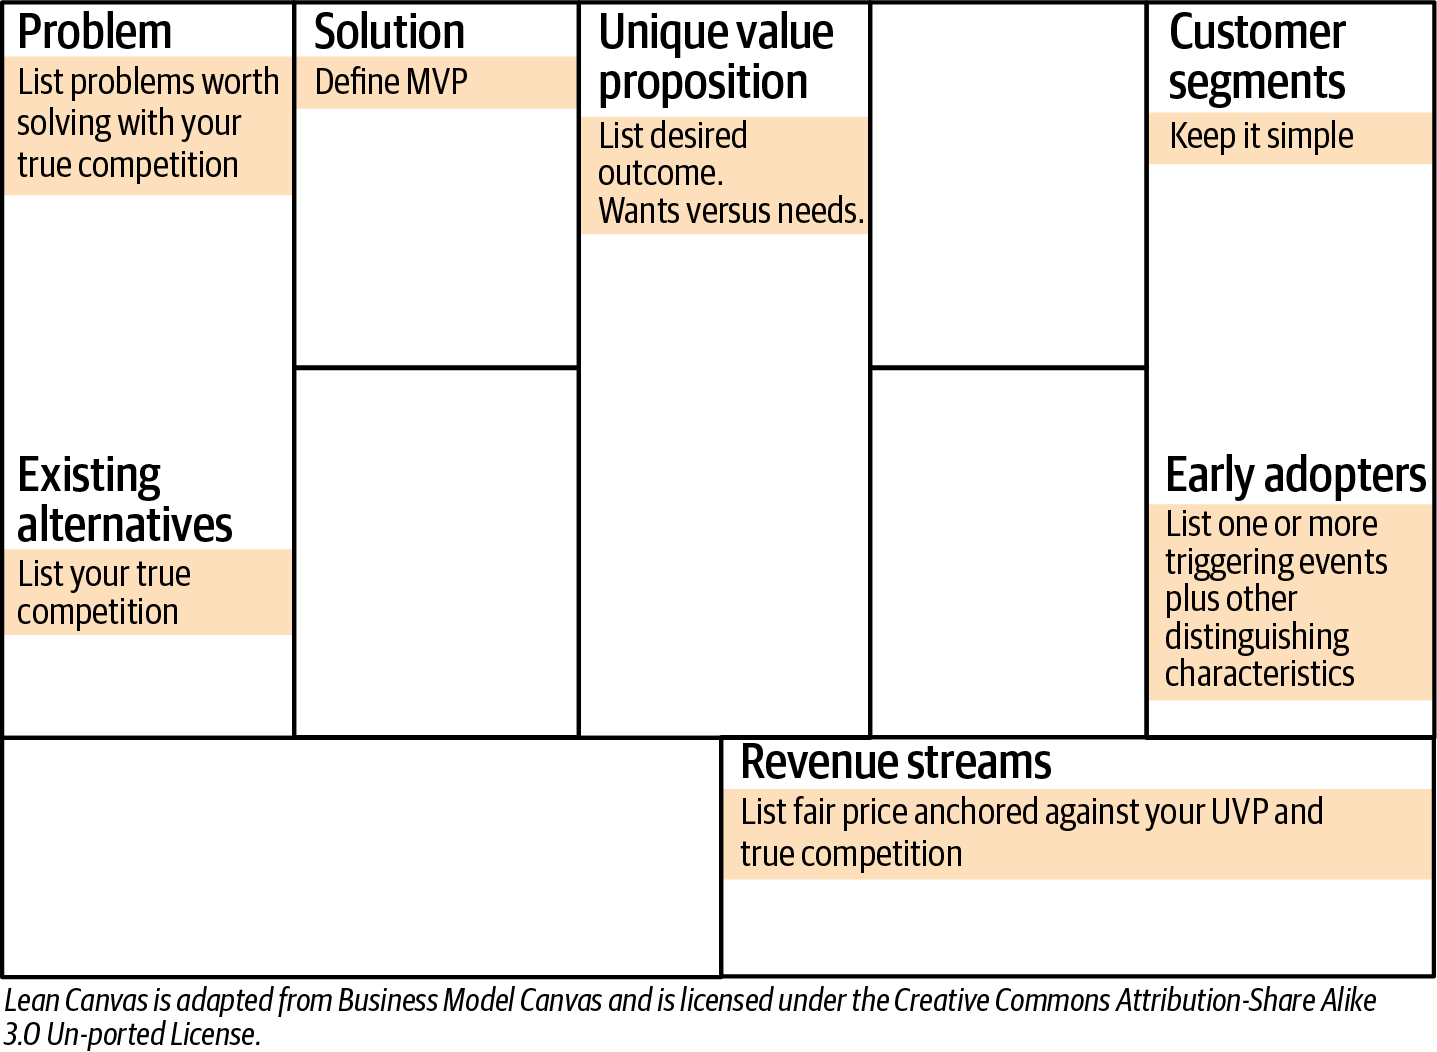 Problem
List problems worth
solving with your
true competition
Existing
alternatives
List your true
competition
Solution
Define MVP
Unique value
proposition
List desired
outcome.
Wants versus needs.
Customer
segments
Keep it simple
Early adopters
List one or more
triggering events
plus other
distinguishing
characteristics
Revenue streams
List fair price anchored against your UVP and
true competition
Lean Canvas is adapted from Business Model Canvas and is licensed under the Creative Commons Attribution-Share Alike
3.0 Un-ported License.